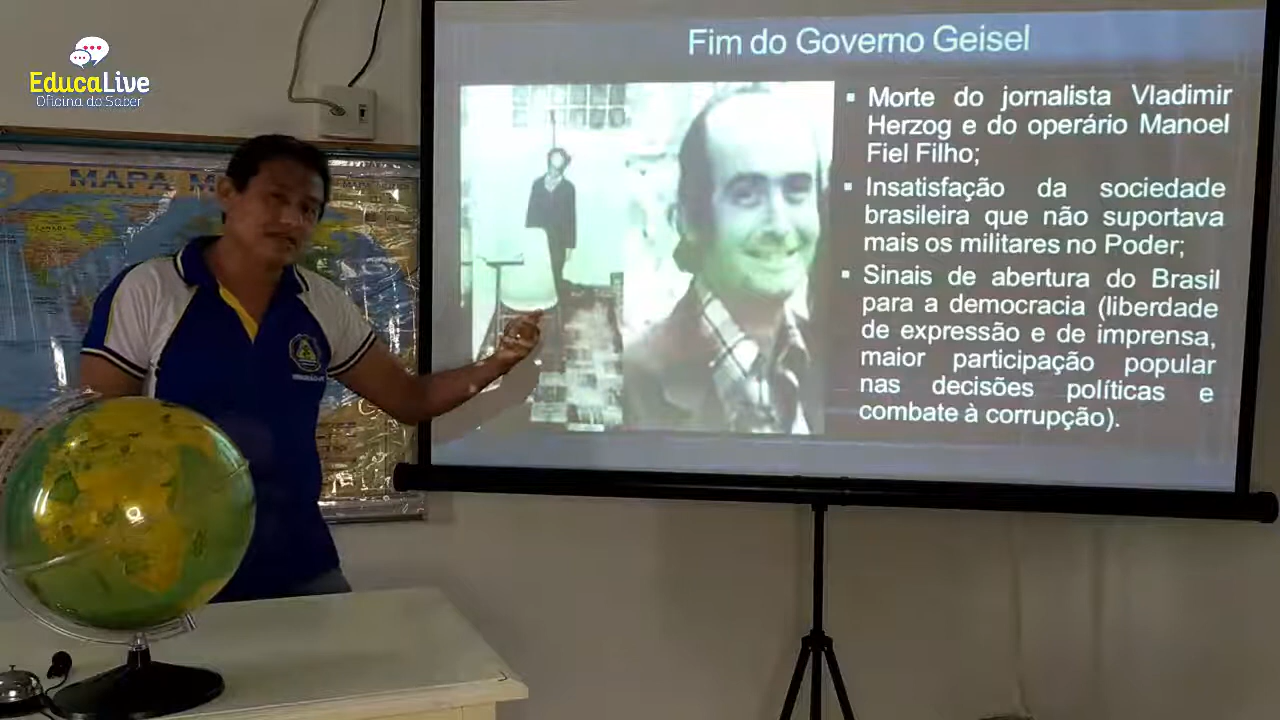 EducaLive
Oficina do Saber
MAPA M
Fim do Governo Geisel
▪ Morte do jornalista Vladimir
Herzog e do operário Manoel
Fiel Filho;
▪ Insatisfação da sociedade
brasileira que não suportava
mais os militares no Poder;
▪ Sinais de abertura do Brasil
para a democracia (liberdade
de expressão e de imprensa,
maior participação popular
nas decisões políticas e
combate à corrupção).